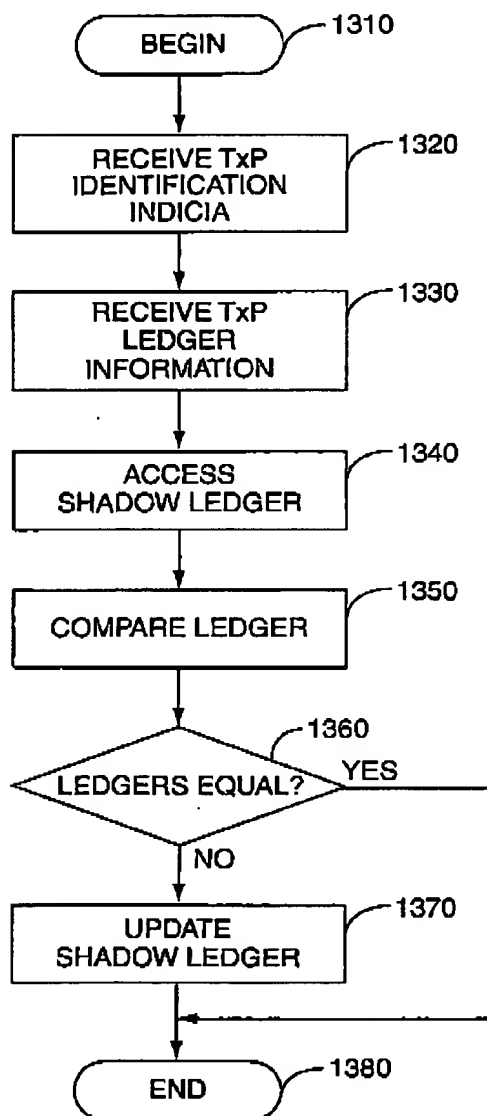 BEGIN
1310
RECEIVE TxP
IDENTIFICATION
INDICIA
1320
RECEIVE TxP
LEDGER
INFORMATION
1330
ACCESS
SHADOW LEDGER
1340
COMPARE LEDGER
1350
LEDGERS EQUAL?
1360
YES
NO
UPDATE
SHADOW LEDGER
1370
END
1380